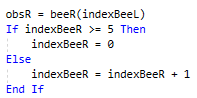 obsR = beeR(indexBeeL)
If indexBeeR >= 5 Then
    indexBeeR = 0
Else
    indexBeeR = indexBeeR + 1
End If